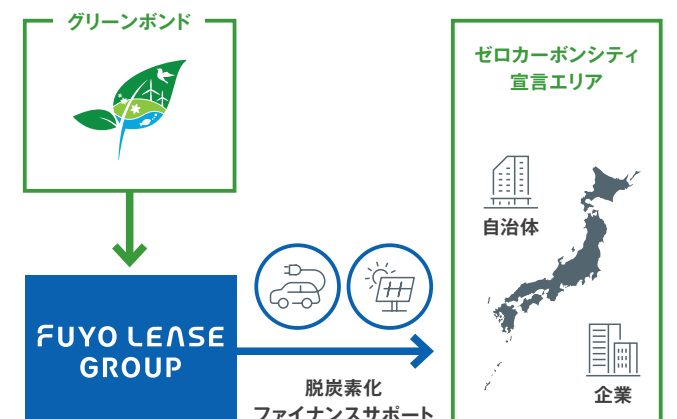 グリーンボンド
ゼロカーボンシティ
宣言エリア
自治体
FUYO LEASE
GROUP
脱炭素化
ファイナンスサポート
企業